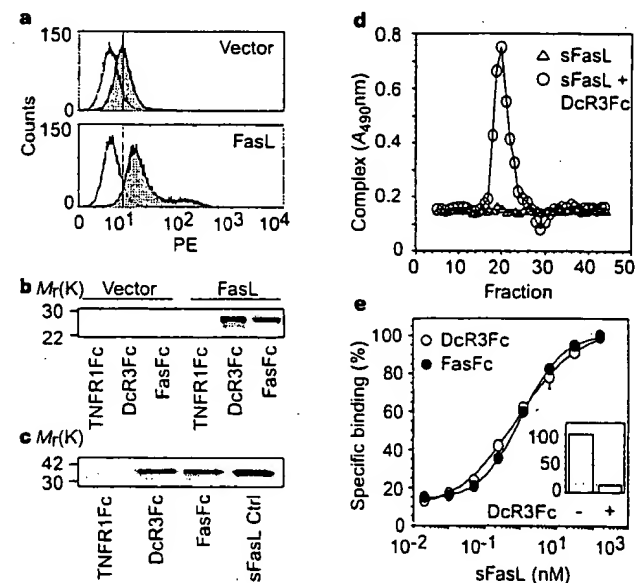 a
150
Vector
0
Counts
150
FasL
0
0 10¹ 10² 10³ 10⁴
PE
b Mr(K) Vector FasL
30
22
TNFR1Fc
DcR3Fc
FasFc
TNFR1Fc
DcR3Fc
FasFc
c Mr(K)
42
30
TNFR1Fc
DcR3Fc
FasFc
sFasL Ctrl
d
0.8
0.6
0.4
0.2
0
Complex (A490nm)
sFasL
sFasL +
DcR3Fc
0 10 20 30 40 50
Fraction
e
100
80
60
40
20
0
Specific binding (%)
DcR3Fc
FasFc
100
50
0
DcR3Fc - +
10⁻² 10⁻¹ 10¹ 10³
sFasL (nM)